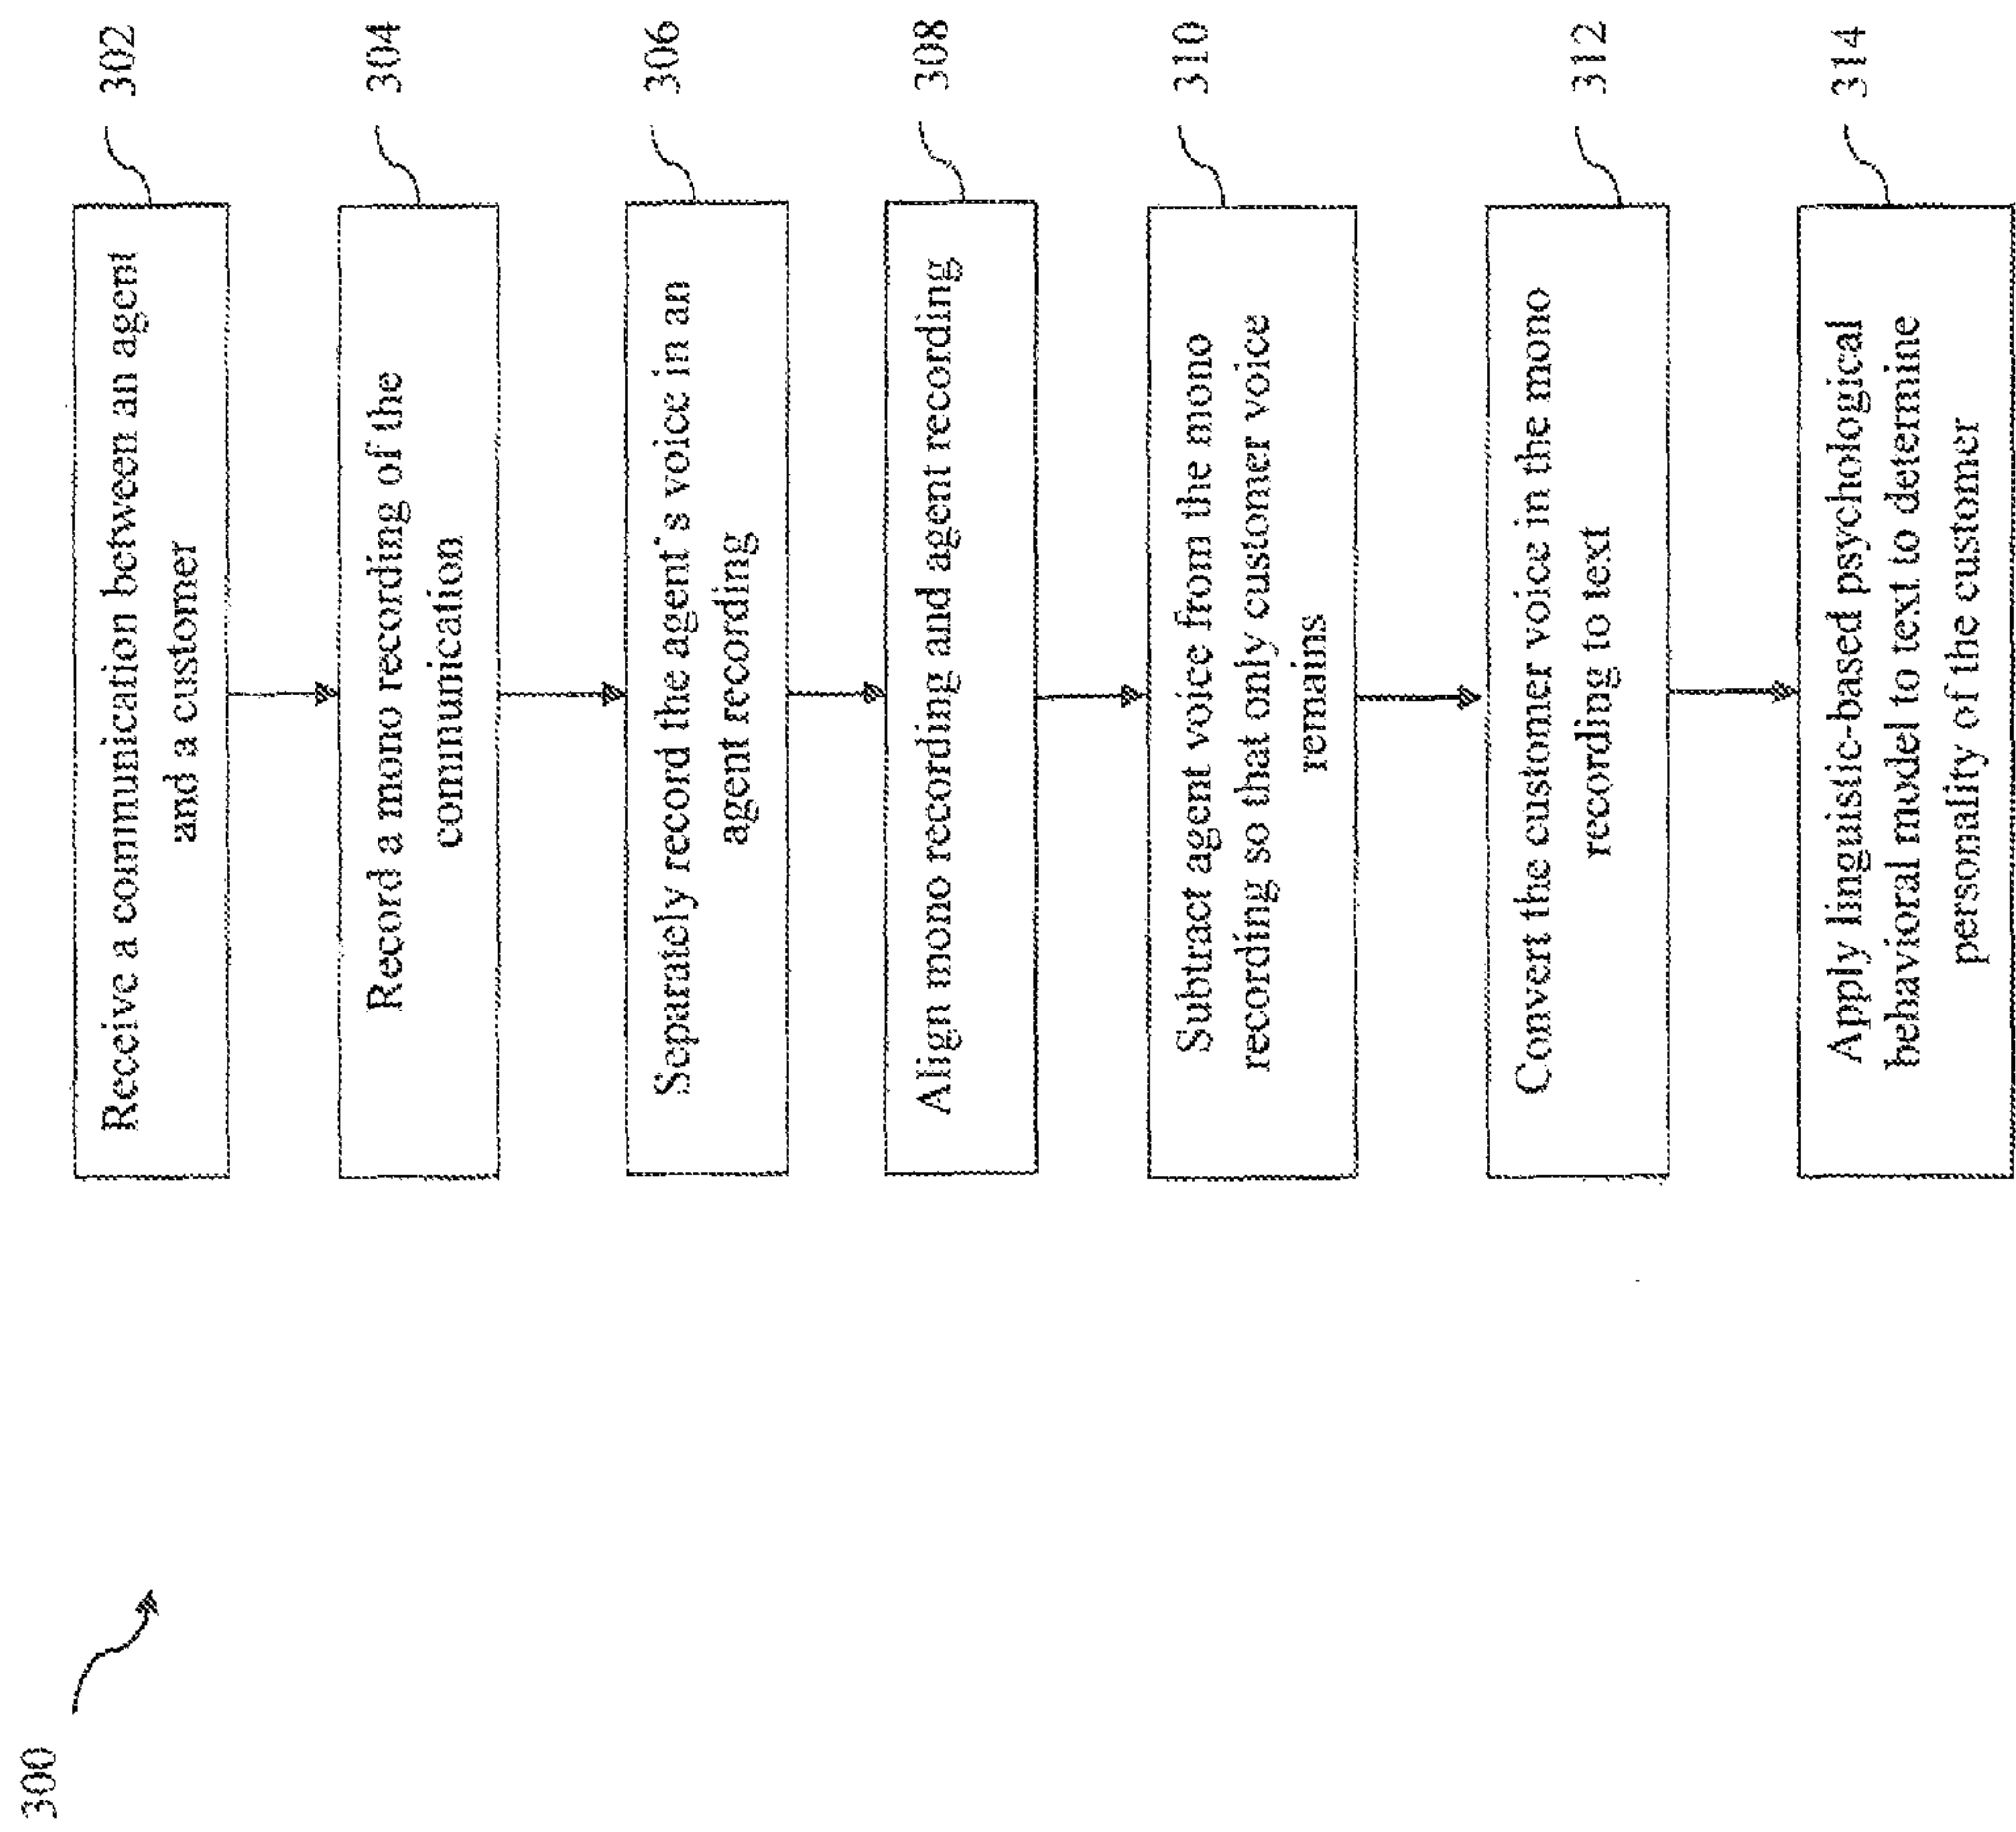 300
Receive a communication between an agent
and a customer
302
Record a mono recording of the
communication
304
Separately record the agent's voice in an
agent recording
306
Align mono recording and agent recording
308
Subtract agent voice from the mono
recording so that only customer voice
remains
310
Convert the customer voice in the mono
recording to text
312
Apply linguistic-based psychological
behavioral model to text to determine
personality of the customer
314